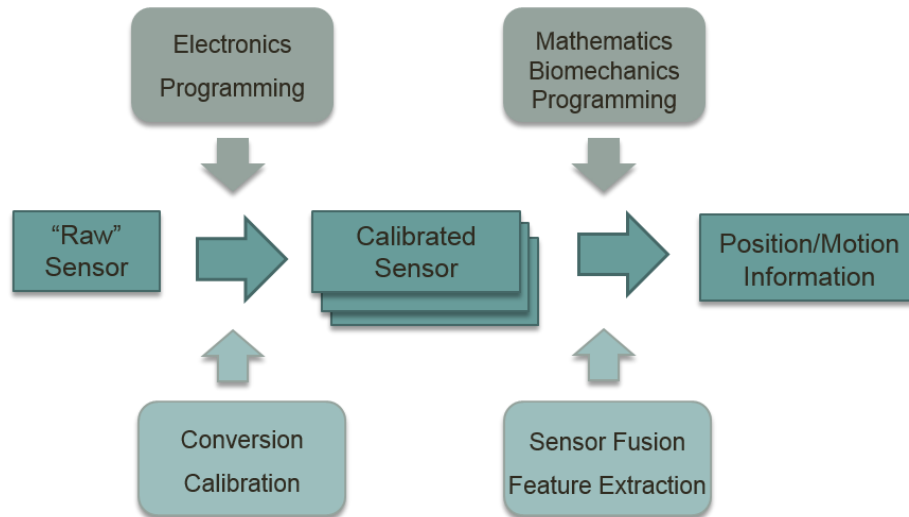 Electronics
Programming
Mathematics
Biomechanics
Programming
“Raw”
Sensor
Calibrated
Sensor
Position/Motion
Information
Conversion
Calibration
Sensor Fusion
Feature Extraction